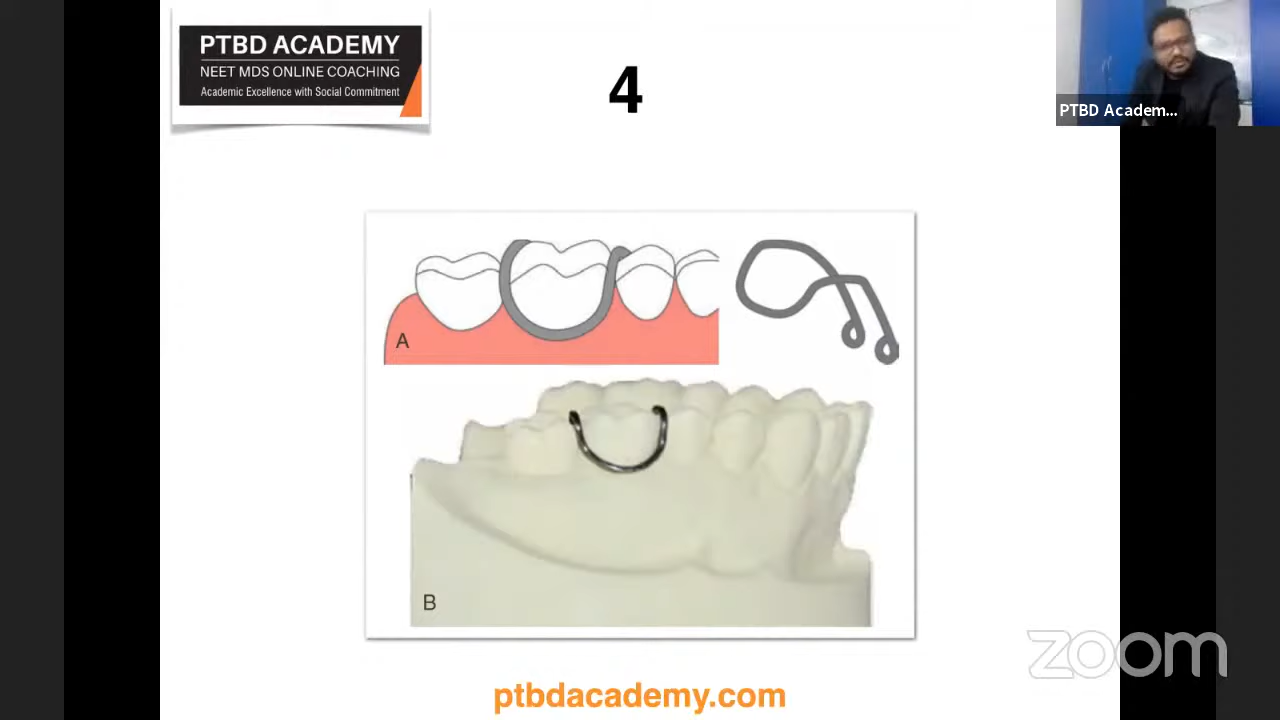 PTBD ACADEMY
NEET MDS ONLINE COACHING
Academic Excellence with Social Commitment
4
PTBD Academ...
A
B
zoom
ptbdacademy.com